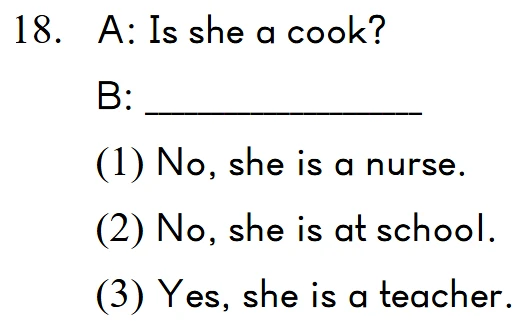 18. A: Is she a cook?
B: ____________________
(1) No, she is a nurse.
(2) No, she is at school.
(3) Yes, she is a teacher.